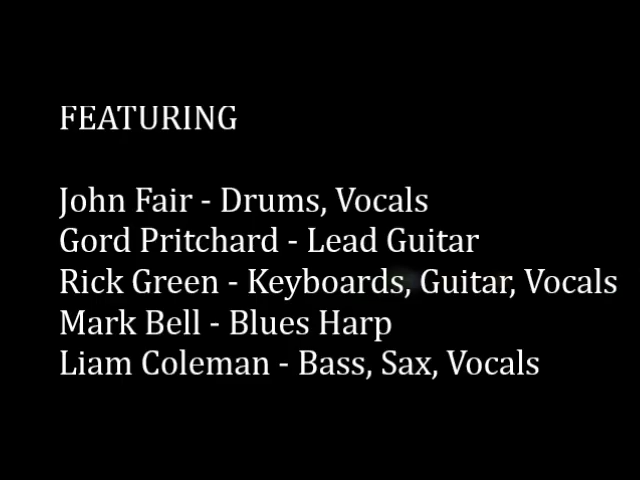 FEATURING
John Fair - Drums, Vocals
Gord Pritchard - Lead Guitar
Rick Green - Keyboards, Guitar, Vocals
Mark Bell - Blues Harp
Liam Coleman - Bass, Sax, Vocals